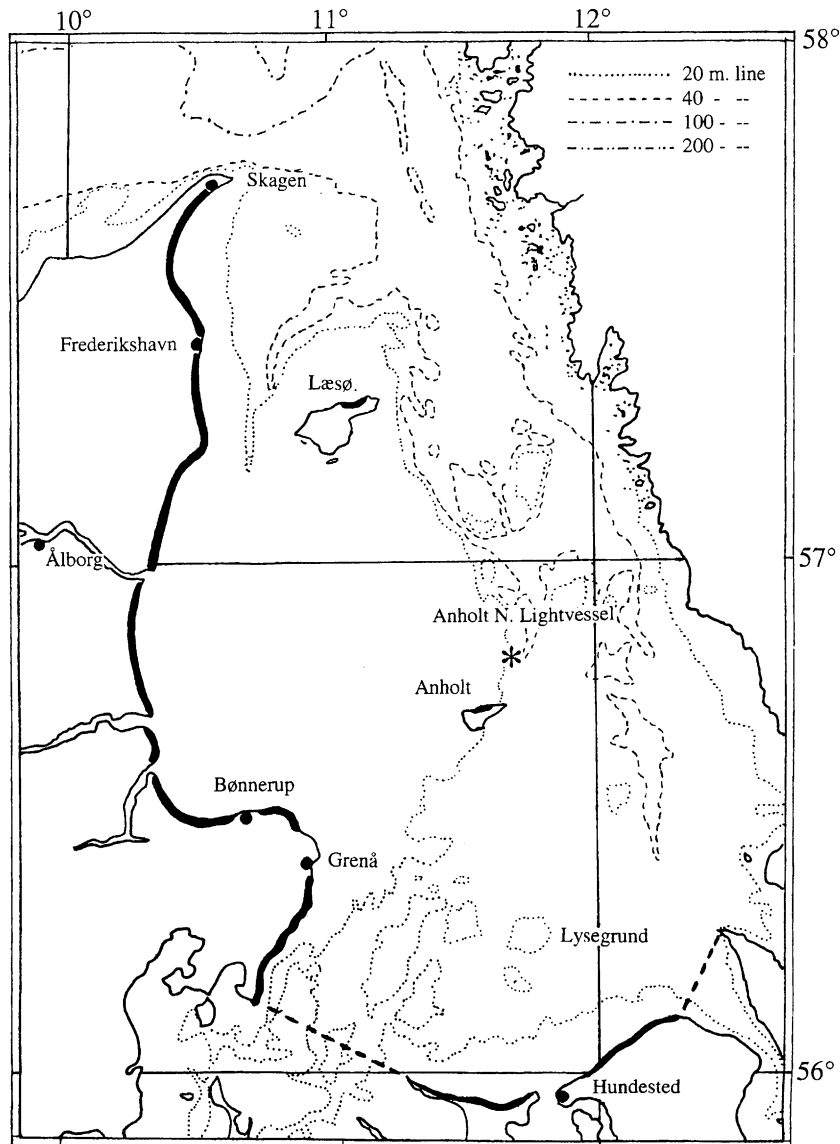 10° 11° 12°
58°
20 m. line
40 - --
100 - --
200 - --
Skagen
Frederikshavn
Læsø.
57°
Ålborg
Anholt N. Lightvessel
Anholt
Bønnerup
Grenå
Lysegrund
56°
Hundested